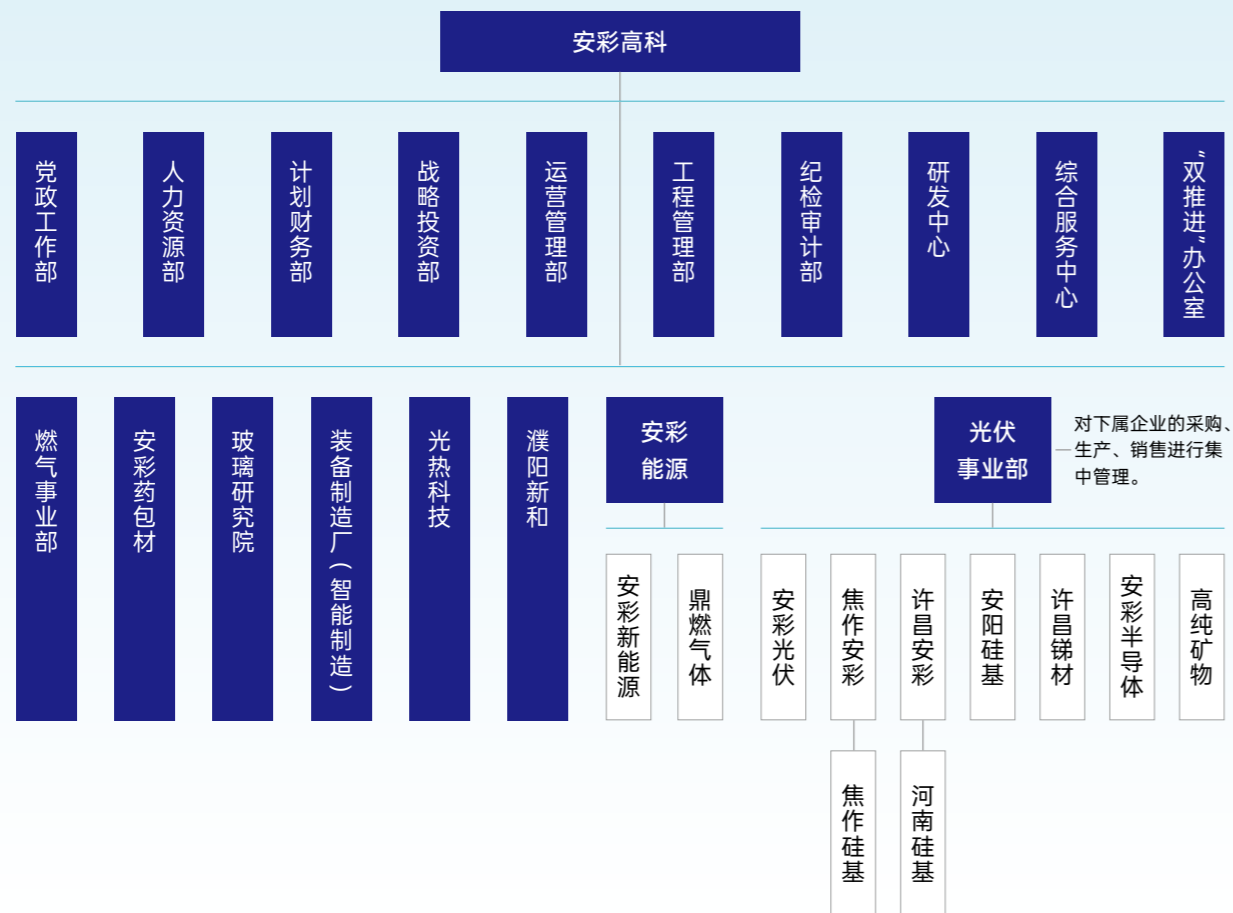 安彩高科
党政工作部
人力资源部
计划财务部
战略投资部
运营管理部
工程管理部
纪检审计部
研发中心
综合服务中心
“双推进”办公室
燃气事业部
安彩药包材
玻璃研究院
装备制造厂（智能制造）
光热科技
濮阳新和
安彩
能源
光伏
事业部
对下属企业的采购、
生产、销售进行集
中管理。
安彩新能源
鼎燃气体
安彩光伏
焦作安彩
许昌安彩
安阳硅基
许昌锑材
安彩半导体
高纯矿物
焦作硅基
河南硅基